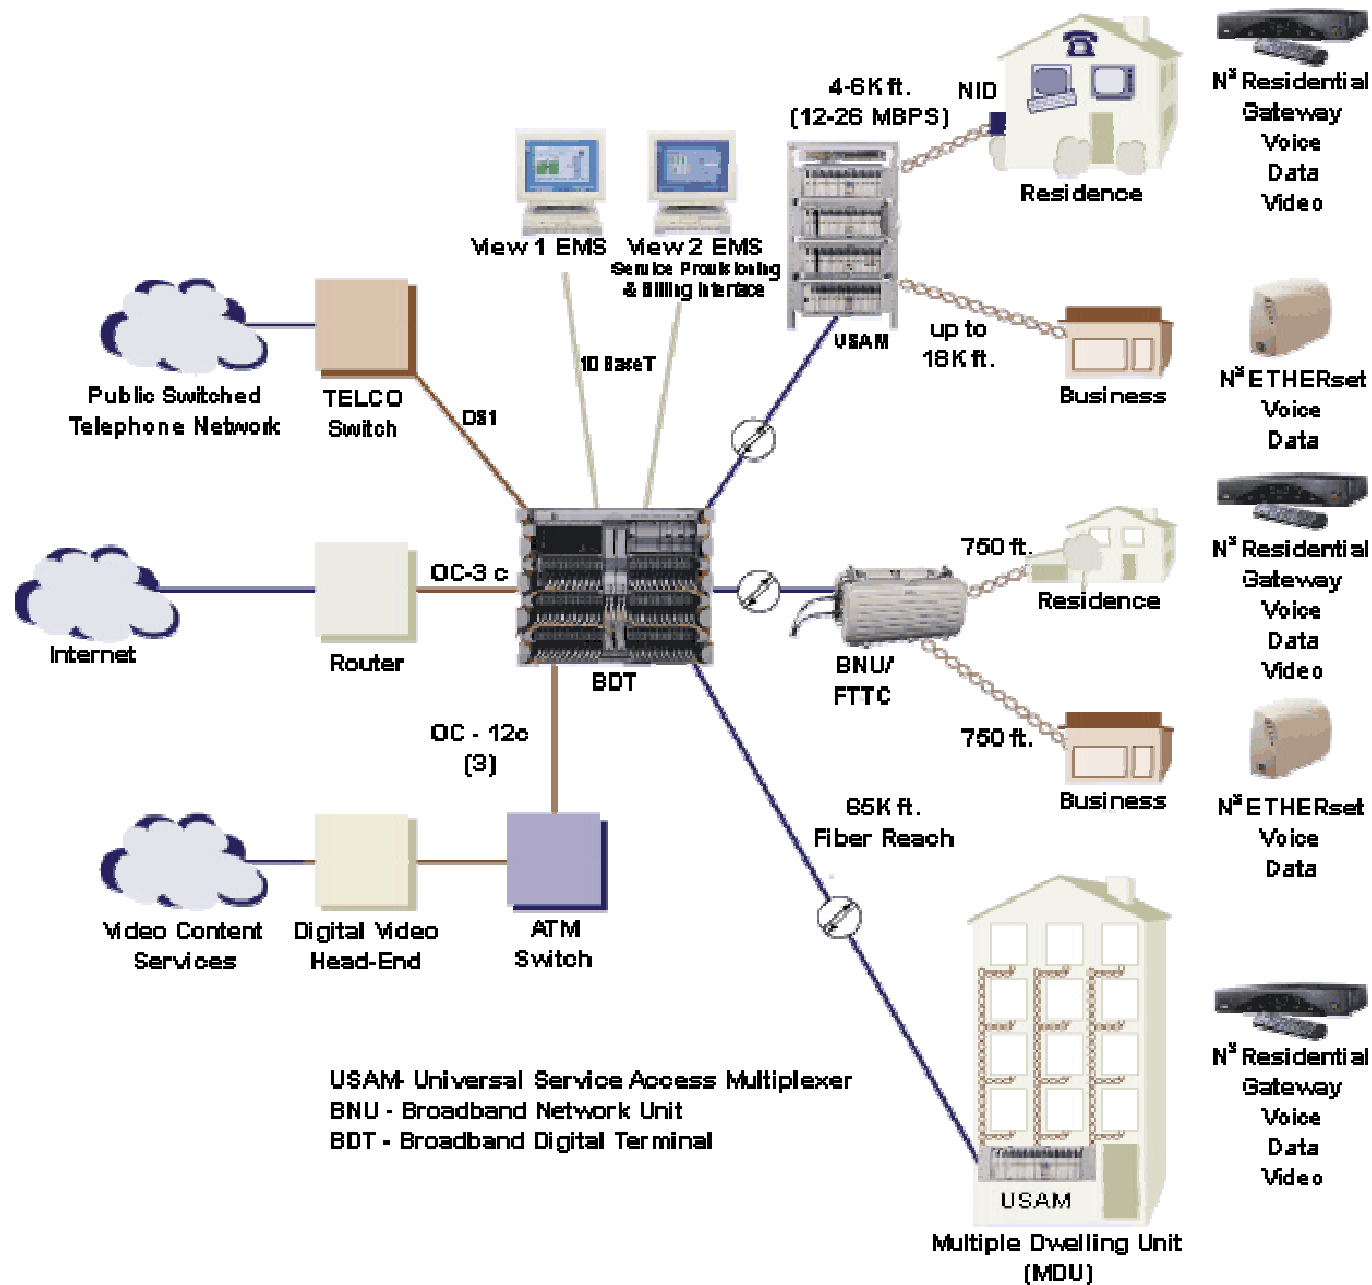 4-6K ft.
(12-26 MBPS)
NID
Residence
N³ Residential
Gateway
Voice
Data
Video
View 1 EMS
View 2 EMS
Service Provisioning
& Billing Interface
10 BaseT
USAM
up to
18K ft.
Business
N³ ETHERset
Voice
Data
Public Switched
Telephone Network
TELCO
Switch
DS1
Internet
Router
OC-3 c
BDT
BNU/
FTTC
750 ft.
Residence
N³ Residential
Gateway
Voice
Data
Video
750 ft.
Business
N³ ETHERset
Voice
Data
OC - 12c
(3)
65K ft.
Fiber Reach
Video Content
Services
Digital Video
Head-End
ATM
Switch
USAM- Universal Service Access Multiplexer
BNU - Broadband Network Unit
BDT - Broadband Digital Terminal
USAM
Multiple Dwelling Unit
(MDU)
N³ Residential
Gateway
Voice
Data
Video